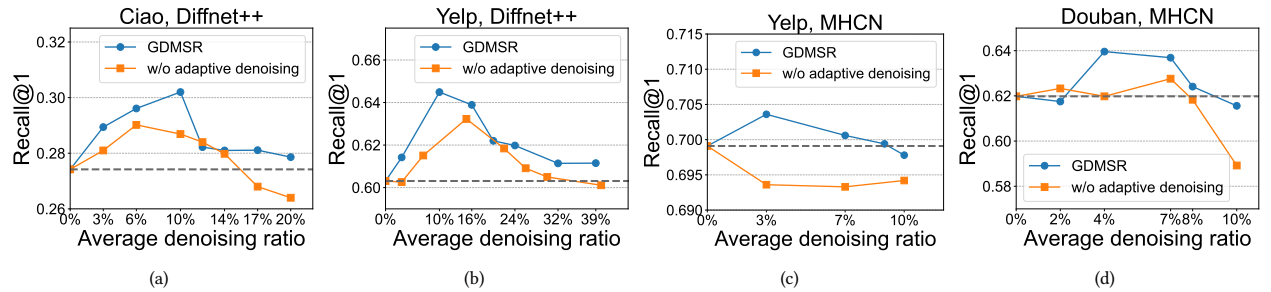 Ciao, Diffnet++
Recall@1
0.32
0.30
0.28
0.26
GDMSR
w/o adaptive denoising
0% 3% 6% 10% 14% 17% 20%
Average denoising ratio
(a)
Yelp, Diffnet++
Recall@1
0.66
0.64
0.62
0.60
GDMSR
w/o adaptive denoising
0% 10% 16% 24% 32% 39%
Average denoising ratio
(b)
Yelp, MHCN
Recall@1
0.715
0.710
0.705
0.700
0.695
0.690
GDMSR
w/o adaptive denoising
0% 3% 7% 10%
Average denoising ratio
(c)
Douban, MHCN
Recall@1
0.64
0.62
0.60
0.58
GDMSR
w/o adaptive denoising
0% 2% 4% 7% 8% 10%
Average denoising ratio
(d)